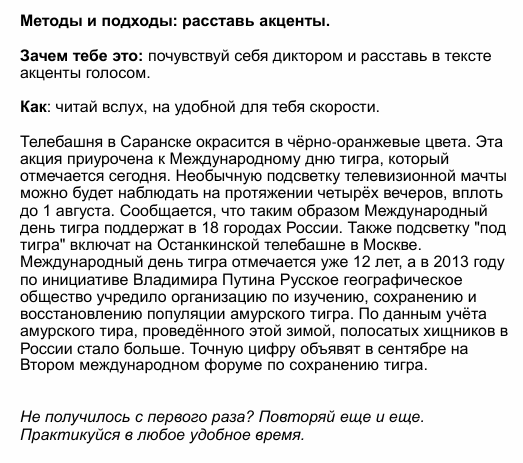 Методы и подходы: расставь акценты.
Зачем тебе это: почувствуй себя диктором и расставь в тексте
акценты голосом.
Как: читай вслух, на удобной для тебя скорости.
Телебашня в Саранске окрасится в чёрно-оранжевые цвета. Эта
акция приурочена к Международному дню тигра, который
отмечается сегодня. Необычную подсветку телевизионной мачты
можно будет наблюдать на протяжении четырёх вечеров, вплоть
до 1 августа. Сообщается, что таким образом Международный
день тигра поддержат в 18 городах России. Также подсветку "под
тигра" включат на Останкинской телебашне в Москве.
Международный день тигра отмечается уже 12 лет, а в 2013 году
по инициативе Владимира Путина Русское географическое
общество учредило организацию по изучению, сохранению и
восстановлению популяции амурского тигра. По данным учёта
амурского тира, проведённого этой зимой, полосатых хищников в
России стало больше. Точную цифру объявят в сентябре на
Втором международном форуме по сохранению тигра.
Не получилось с первого раза? Повторяй еще и еще.
Практикуйся в любое удобное время.